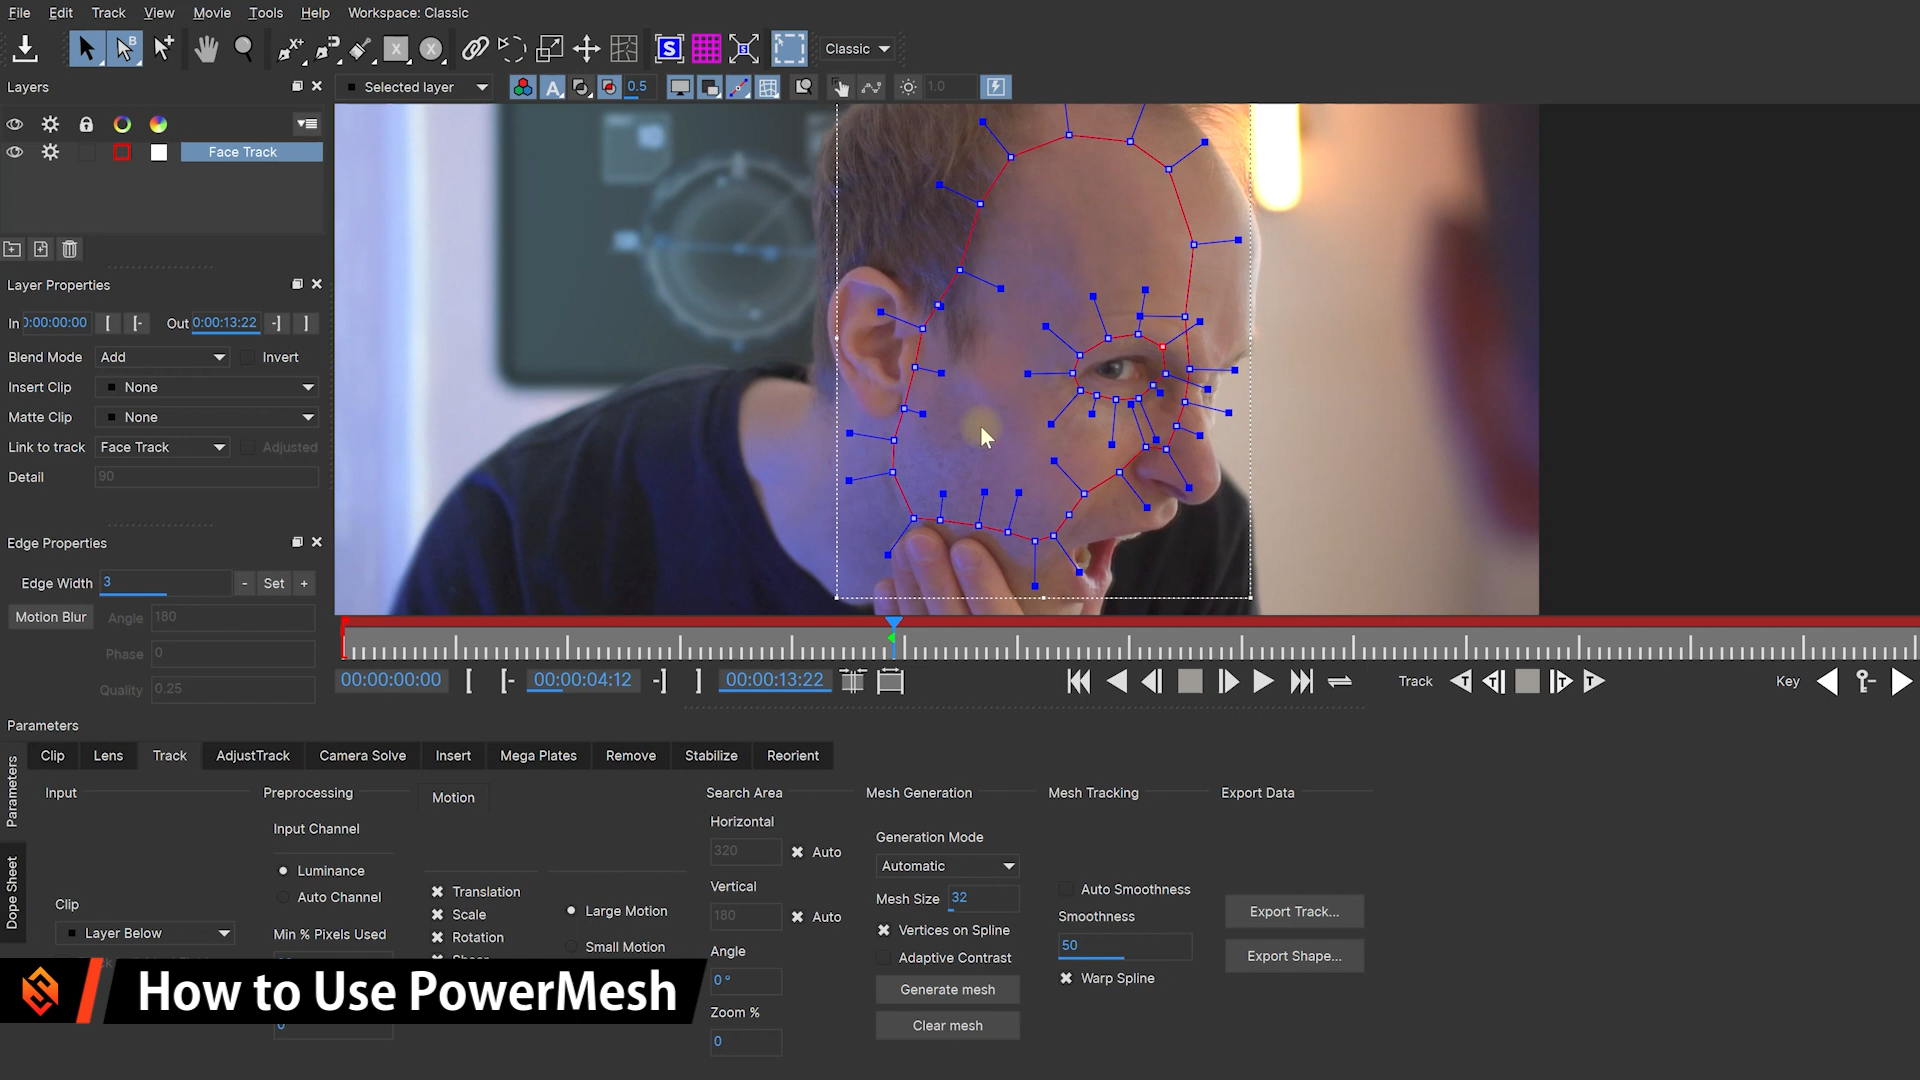 File Edit Track View Movie Tools Help Workspace: Classic
Classic
Layers
Selected layer
0.5
1.0
Face Track
Layer Properties
In 0:00:00:00 Out 0:00:13:22
Blend Mode Add Invert
Insert Clip None
Matte Clip None
Link to track Face Track Adjusted
Detail 90
Edge Properties
Edge Width 3 - Set +
Motion Blur Angle 180
Phase 0
Quality 0.25
00:00:00:00 00:00:04:12 00:00:13:22 Track Key
Parameters
Clip Lens Track AdjustTrack Camera Solve Insert Mega Plates Remove Stabilize Reorient
Parameters
Dope Sheet
Input
Clip
Layer Below
Preprocessing
Input Channel
Luminance
Auto Channel
Min % Pixels Used
0
Motion
Translation
Scale
Rotation
Large Motion
Small Motion
Search Area
Horizontal
320 Auto
Vertical
180 Auto
Angle
0°
Zoom %
0
Mesh Generation
Generation Mode
Automatic
Mesh Size 32
Vertices on Spline
Adaptive Contrast
Generate mesh
Clear mesh
Mesh Tracking
Auto Smoothness
Smoothness
50
Warp Spline
Export Data
Export Track...
Export Shape...
How to Use PowerMesh